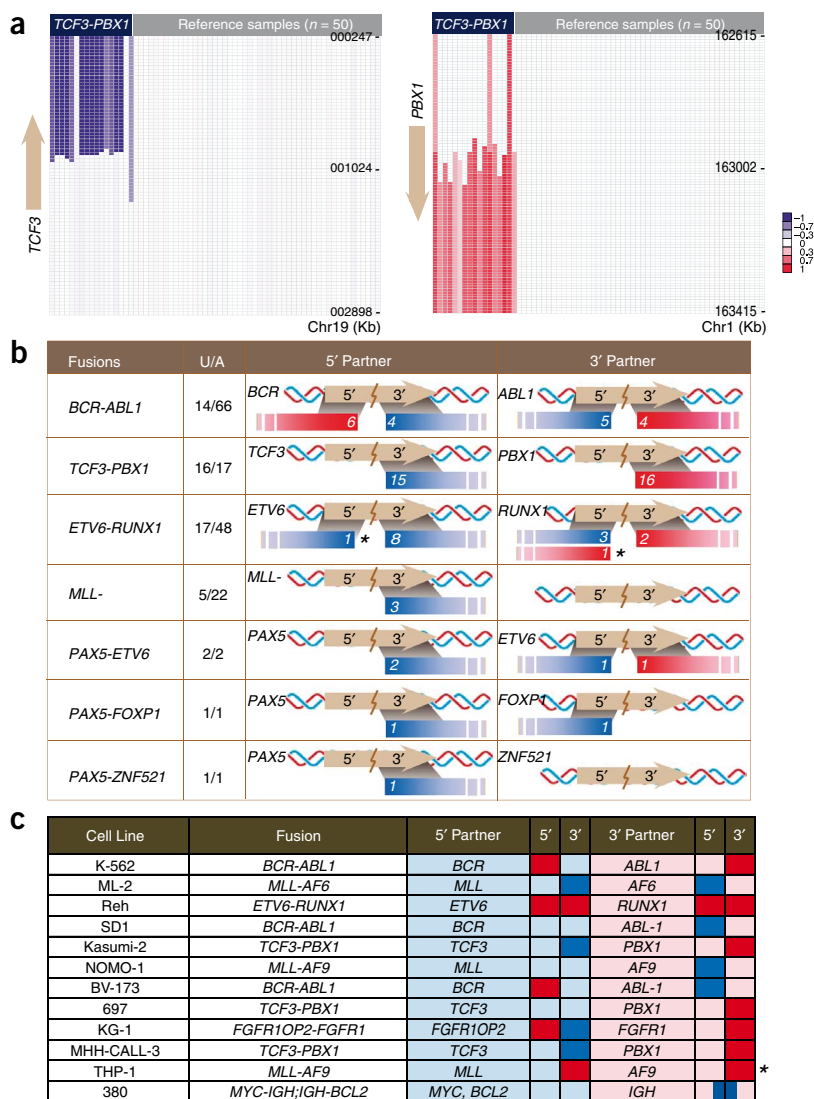 a
TCF3-PBX1 Reference samples (n = 50)
000247
001024
002898
Chr19 (Kb)
TCF3
TCF3-PBX1 Reference samples (n = 50)
162615
163002
163415
Chr1 (Kb)
PBX1
−1
−0.7
−0.3
0
0.3
0.7
1
b
Fusions U/A 5′ Partner 3′ Partner
BCR-ABL1 14/66 BCR 5′ 3′ 6 4 ABL1 5′ 3′ 5 4
TCF3-PBX1 16/17 TCF3 5′ 3′ 15 PBX1 5′ 3′ 16
ETV6-RUNX1 17/48 ETV6 5′ 3′ 1 * 8 RUNX1 5′ 3′ 3 2 1 *
MLL- 5/22 MLL- 5′ 3′ 3 5′ 3′
PAX5-ETV6 2/2 PAX5 5′ 3′ 2 ETV6 5′ 3′ 1 1
PAX5-FOXP1 1/1 PAX5 5′ 3′ 1 FOXP1 5′ 3′ 1
PAX5-ZNF521 1/1 PAX5 5′ 3′ 1 ZNF521 5′ 3′
c
Cell Line Fusion 5′ Partner 5′ 3′ 3′ Partner 5′ 3′
K-562 BCR-ABL1 BCR ABL1
ML-2 MLL-AF6 MLL AF6
Reh ETV6-RUNX1 ETV6 RUNX1
SD1 BCR-ABL1 BCR ABL-1
Kasumi-2 TCF3-PBX1 TCF3 PBX1
NOMO-1 MLL-AF9 MLL AF9
BV-173 BCR-ABL1 BCR ABL-1
697 TCF3-PBX1 TCF3 PBX1
KG-1 FGFR1OP2-FGFR1 FGFR1OP2 FGFR1
MHH-CALL-3 TCF3-PBX1 TCF3 PBX1
THP-1 MLL-AF9 MLL AF9 *
380 MYC-IGH;IGH-BCL2 MYC, BCL2 IGH